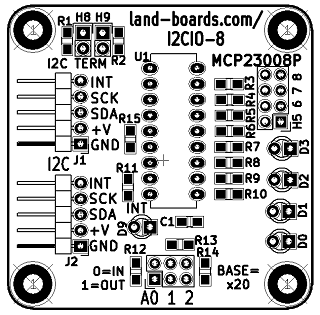 H8 H9
R1
land-boards.com/
I2CIO-8
I2C TERM R2
U1
MCP23008P
INT
SCK
SDA
+V
GND
J1
R15
R3
R4
R5
R6
6 7 8
H5
R7
R8
R9
R10
D3
D2
D1
D0
I2C
R11
INT
SCK
SDA
+V
GND
J2
INT
D9
C1
R13
R12
R14
0=IN
1=OUT
A0 1 2
BASE=
x20